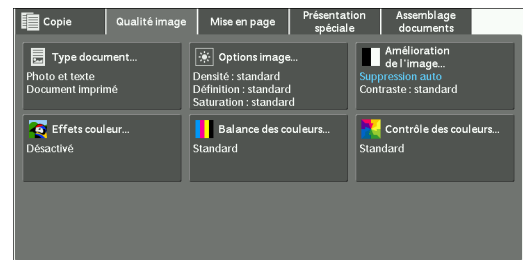 Copie
Qualité image
Mise en page
Présentation
spéciale
Assemblage
documents
Type document...
Photo et texte
Document imprimé
Options image...
Densité : standard
Définition : standard
Saturation : standard
Amélioration
de l'image...
Suppression auto
Contraste : standard
Effets couleur...
Désactivé
Balance des couleurs...
Standard
Contrôle des couleurs...
Standard